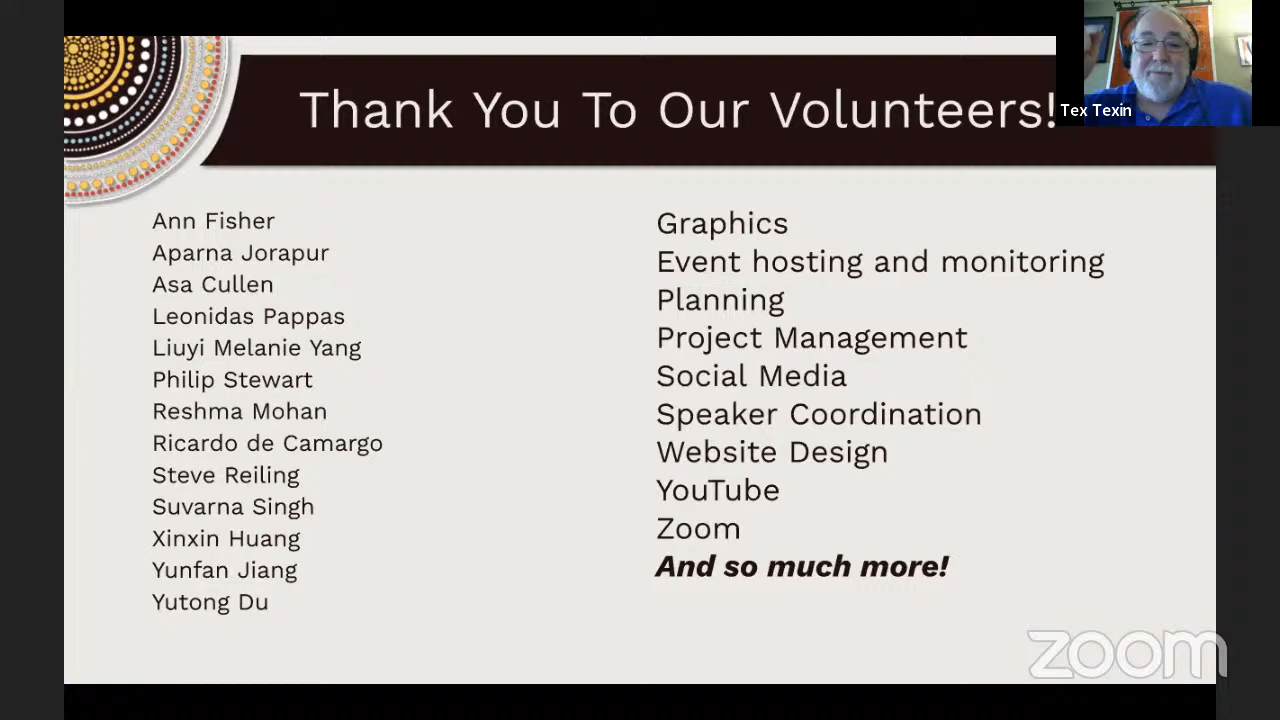 Thank You To Our Volunteers!
Tex Texin
Ann Fisher
Aparna Jorapur
Asa Cullen
Leonidas Pappas
Liuyi Melanie Yang
Philip Stewart
Reshma Mohan
Ricardo de Camargo
Steve Reiling
Suvarna Singh
Xinxin Huang
Yunfan Jiang
Yutong Du
Graphics
Event hosting and monitoring
Planning
Project Management
Social Media
Speaker Coordination
Website Design
YouTube
Zoom
And so much more!
zoom